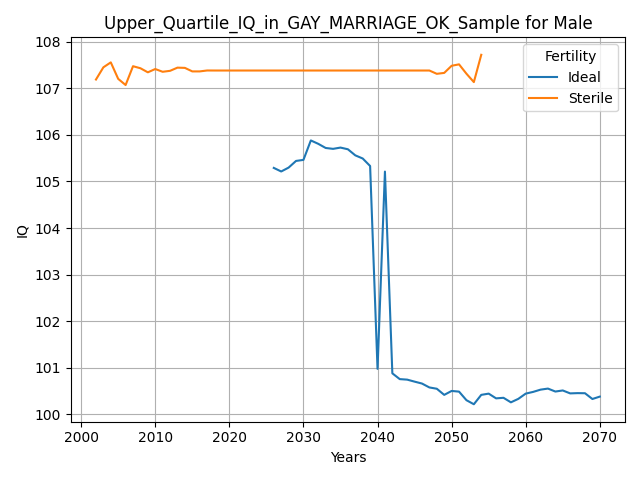 Upper_Quartile_IQ_in_GAY_MARRIAGE_OK_Sample for Male
Fertility
Ideal
Sterile
IQ
108
107
106
105
104
103
102
101
100
2000 2010 2020 2030 2040 2050 2060 2070
Years